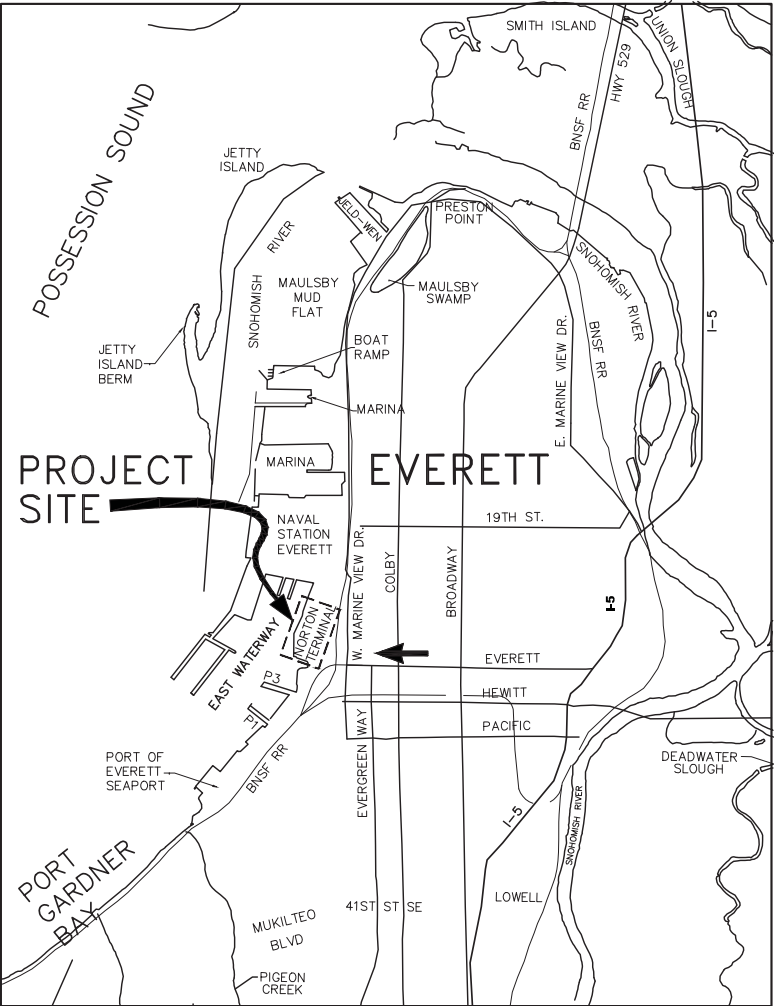 SMITH ISLAND
UNION SLOUGH
HWY 529
BNSF RR
POSSESSION SOUND
JETTY
ISLAND
JELD-WEN
PRESTON
POINT
RIVER
SNOHOMISH
MAULSBY
MUD
FLAT
MAULSBY
SWAMP
SNOHOMISH RIVER
I-5
BNSF RR
E. MARINE VIEW DR.
JETTY
ISLAND
BERM
BOAT
RAMP
MARINA
MARINA
PROJECT
SITE
EVERETT
NAVAL
STATION
EVERETT
19TH ST.
W. MARINE VIEW DR.
COLBY
BROADWAY
I-5
NORTON
TERMINAL
EAST WATERWAY
EVERETT
P3
HEWITT
P1
PACIFIC
EVERGREEN WAY
PORT OF
EVERETT
SEAPORT
BNSF RR
DEADWATER
SLOUGH
I-5
SNOHOMISH RIVER
PORT
GARDNER
BAY
LOWELL
41ST ST SE
MUKILTEO
BLVD
PIGEON
CREEK